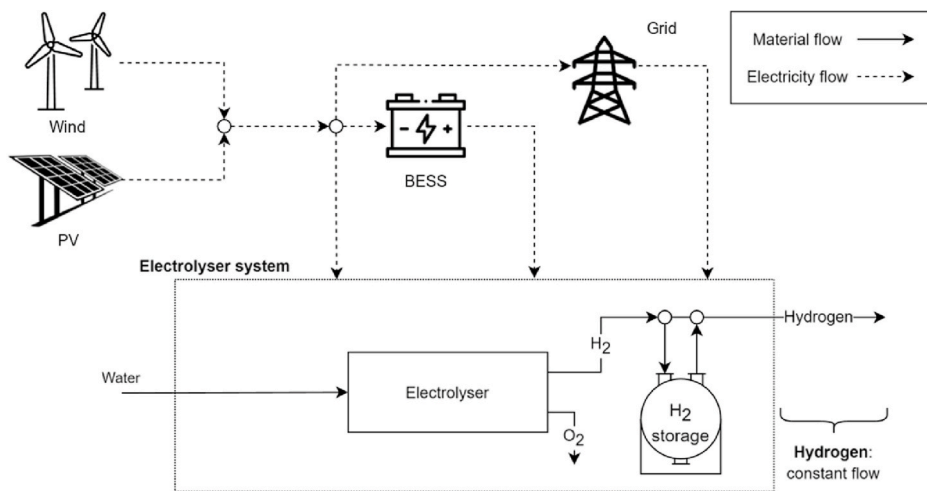 Grid
Material flow
Electricity flow
Wind
BESS
PV
Electrolyser system
Hydrogen
H2
Water
Electrolyser
O2
H2
storage
Hydrogen:
constant flow